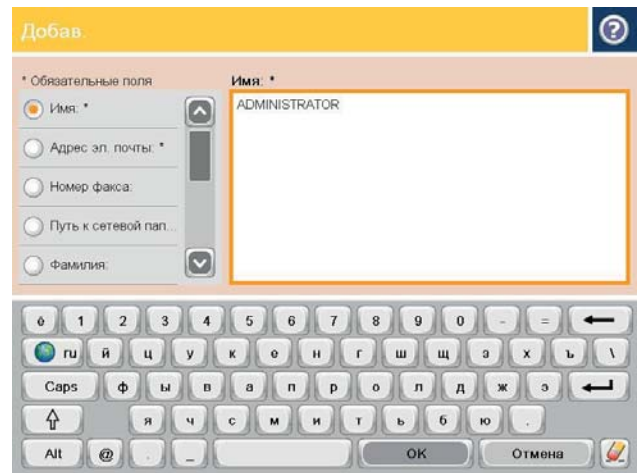 Добав.
?
* Обязательные поля
Имя: *
Имя: *
Адрес эл. почты: *
Номер факса:
Путь к сетевой пап...
Фамилия:
ADMINISTRATOR
ё 1 2 3 4 5 6 7 8 9 0 - =
ru й ц у к е н г ш щ з х ъ \
Caps ф ы в а п р о л д ж э
я ч с м и т ь б ю .
Alt @ . _ OK Отмена